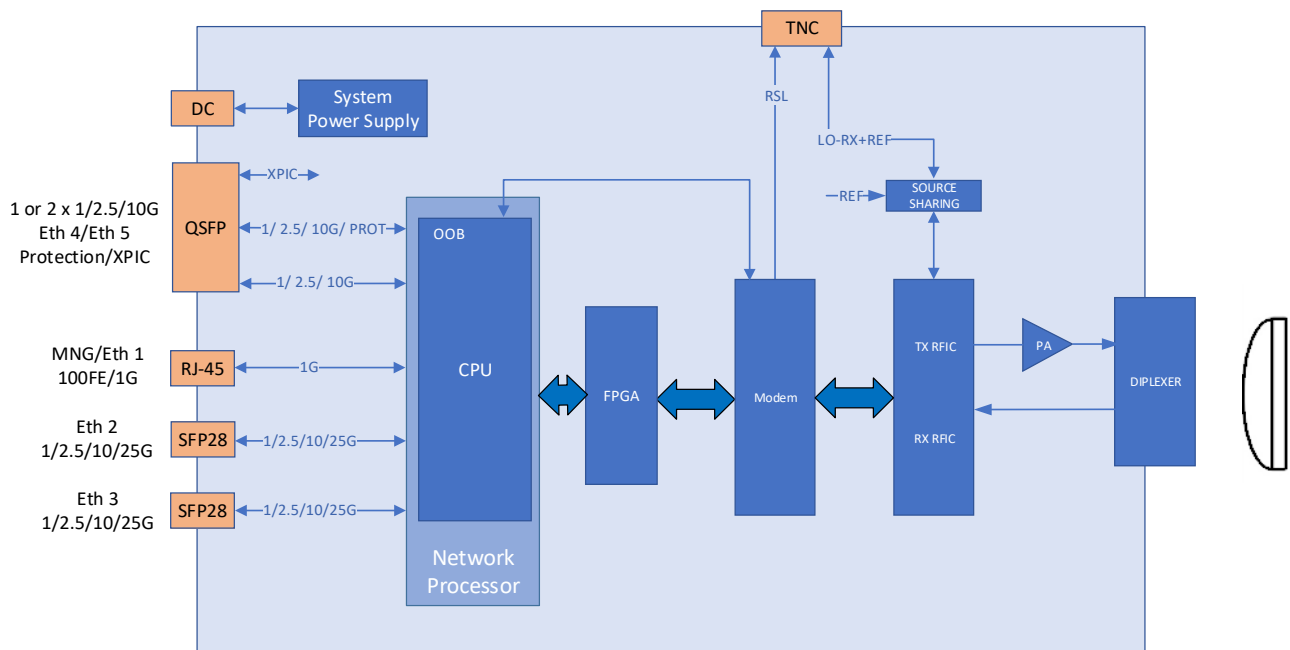 TNC
DC
System
Power Supply
RSL
LO-RX+REF
XPIC
1 or 2 x 1/2.5/10G
Eth 4/Eth 5
Protection/XPIC
QSFP
1/ 2.5/ 10G/ PROT
1/ 2.5/ 10G
OOB
REF
SOURCE
SHARING
MNG/Eth 1
100FE/1G
RJ-45
1G
CPU
FPGA
Modem
TX RFIC
RX RFIC
PA
DIPLEXER
Eth 2
1/2.5/10/25G
SFP28
1/2.5/10/25G
Eth 3
1/2.5/10/25G
SFP28
1/2.5/10/25G
Network
Processor